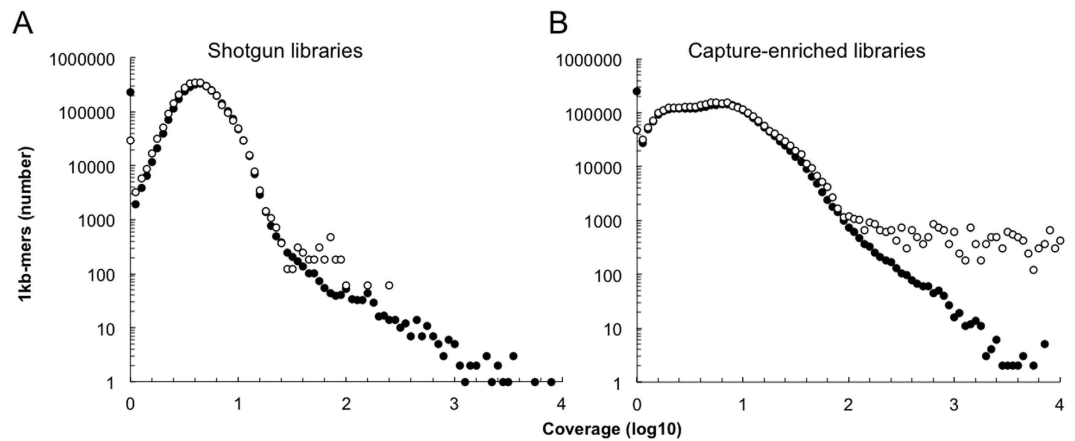 A
B
Shotgun libraries
Capture-enriched libraries
1kb-mers (number)
1000000
100000
10000
1000
100
10
1
0 1 2 3 4
1000000
100000
10000
1000
100
10
1
0 1 2 3 4
Coverage (log10)